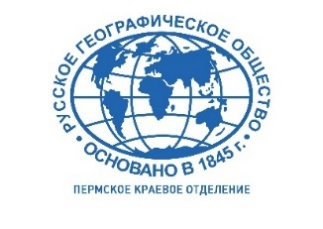 • РУССКОЕ ГЕОГРАФИЧЕСКОЕ ОБЩЕСТВО •
ОСНОВАНО В 1845 г.
ПЕРМСКОЕ КРАЕВОЕ ОТДЕЛЕНИЕ